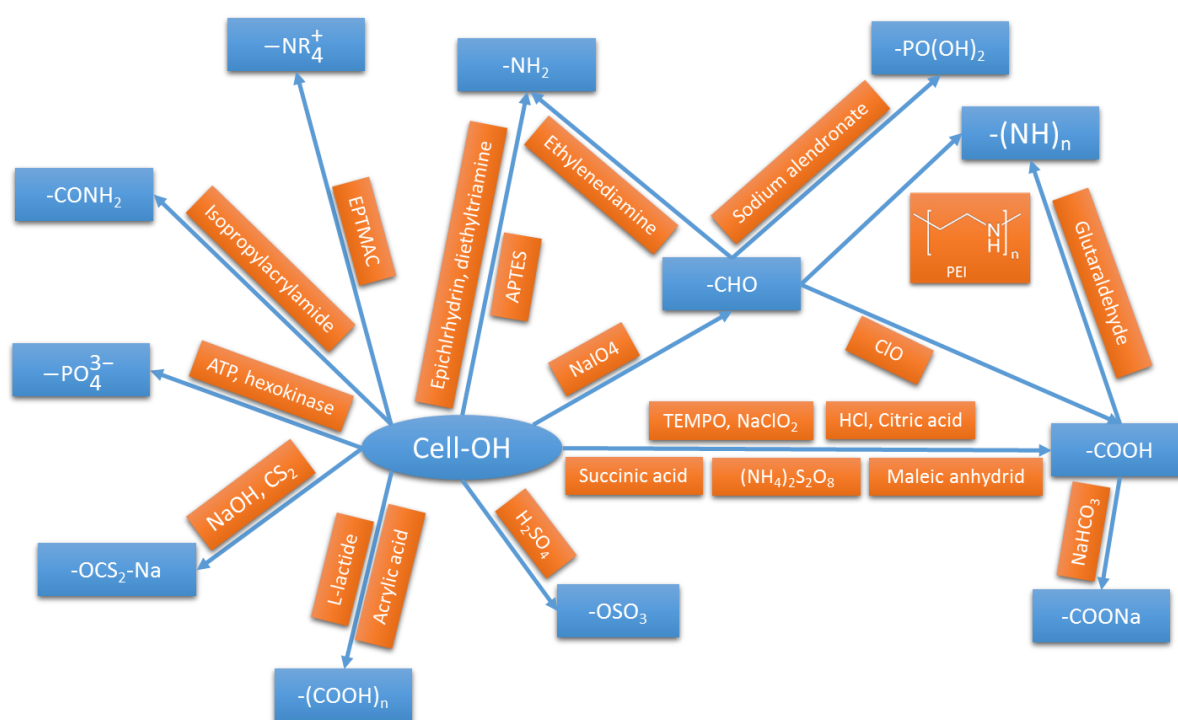 −NR₄⁺
-NH₂
-PO(OH)₂
-(NH)ₙ
-CONH₂
Isopropylacrylamide
EPTMAC
Epichlrhydrin, diethyltriamine
APTES
Ethylenediamine
Sodium alendronate
[N H]n
PEI
Glutaraldehyde
-CHO
NaIO4
ClO
−PO₄³⁻
ATP, hexokinase
Cell-OH
TEMPO, NaClO₂
HCl, Citric acid
-COOH
Succinic acid
(NH₄)₂S₂O₈
Maleic anhydrid
NaOH, CS₂
-OCS₂-Na
L-lactide
Acrylic acid
H₂SO₄
NaHCO₃
-OSO₃
-COONa
-(COOH)ₙ